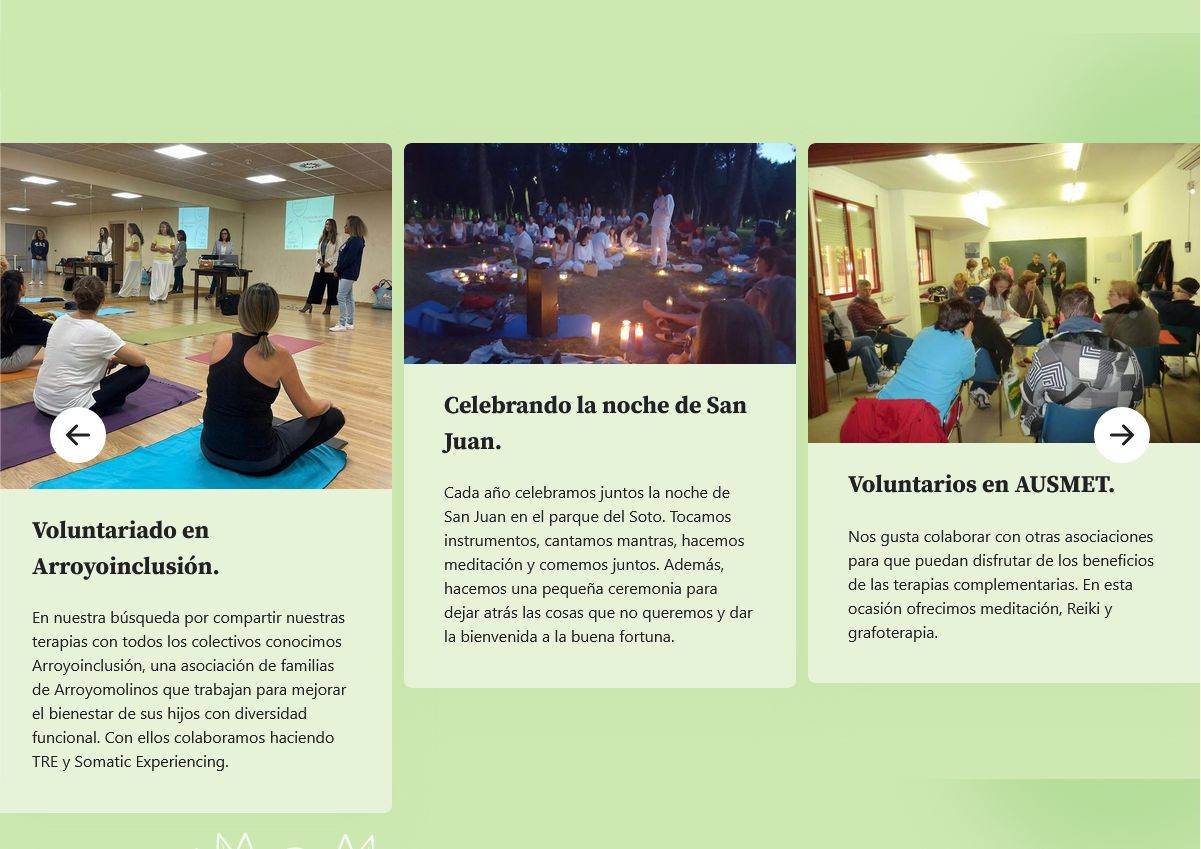 Voluntariado en
Arroyoinclusión.
En nuestra búsqueda por compartir nuestras
terapias con todos los colectivos conocimos
Arroyoinclusión, una asociación de familias
de Arroyomolinos que trabajan para mejorar
el bienestar de sus hijos con diversidad
funcional. Con ellos colaboramos haciendo
TRE y Somatic Experiencing.
Celebrando la noche de San
Juan.
Cada año celebramos juntos la noche de
San Juan en el parque del Soto. Tocamos
instrumentos, cantamos mantras, hacemos
meditación y comemos juntos. Además,
hacemos una pequeña ceremonia para
dejar atrás las cosas que no queremos y dar
la bienvenida a la buena fortuna.
Voluntarios en AUSMET.
Nos gusta colaborar con otras asociaciones
para que puedan disfrutar de los beneficios
de las terapias complementarias. En esta
ocasión ofrecimos meditación, Reiki y
grafoterapia.